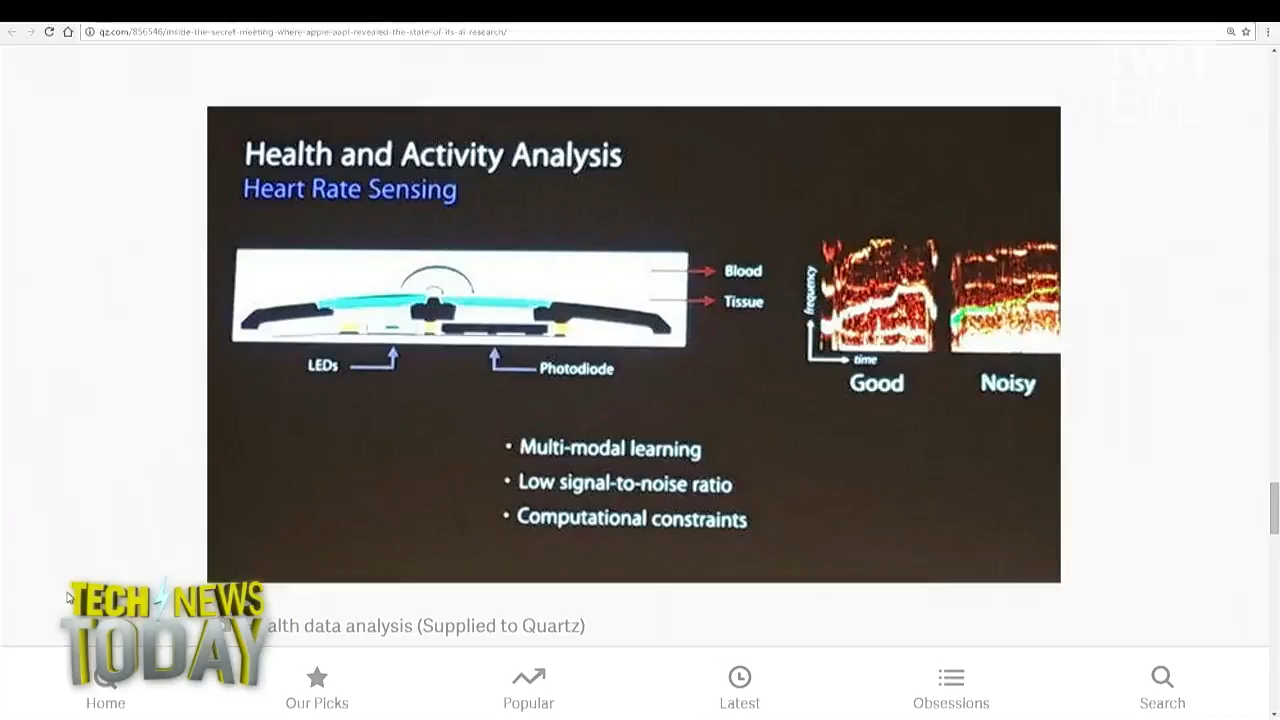 qz.com/856546/inside-the-secret-meeting-where-apple-aapl-revealed-the-state-of-its-ai-research/
Health and Activity Analysis
Heart Rate Sensing
Blood
Tissue
LEDs
Photodiode
frequency
time
Good
Noisy
• Multi-modal learning
• Low signal-to-noise ratio
• Computational constraints
TECH NEWS
TODAY
alth data analysis (Supplied to Quartz)
Home
Our Picks
Popular
Latest
Obsessions
Search